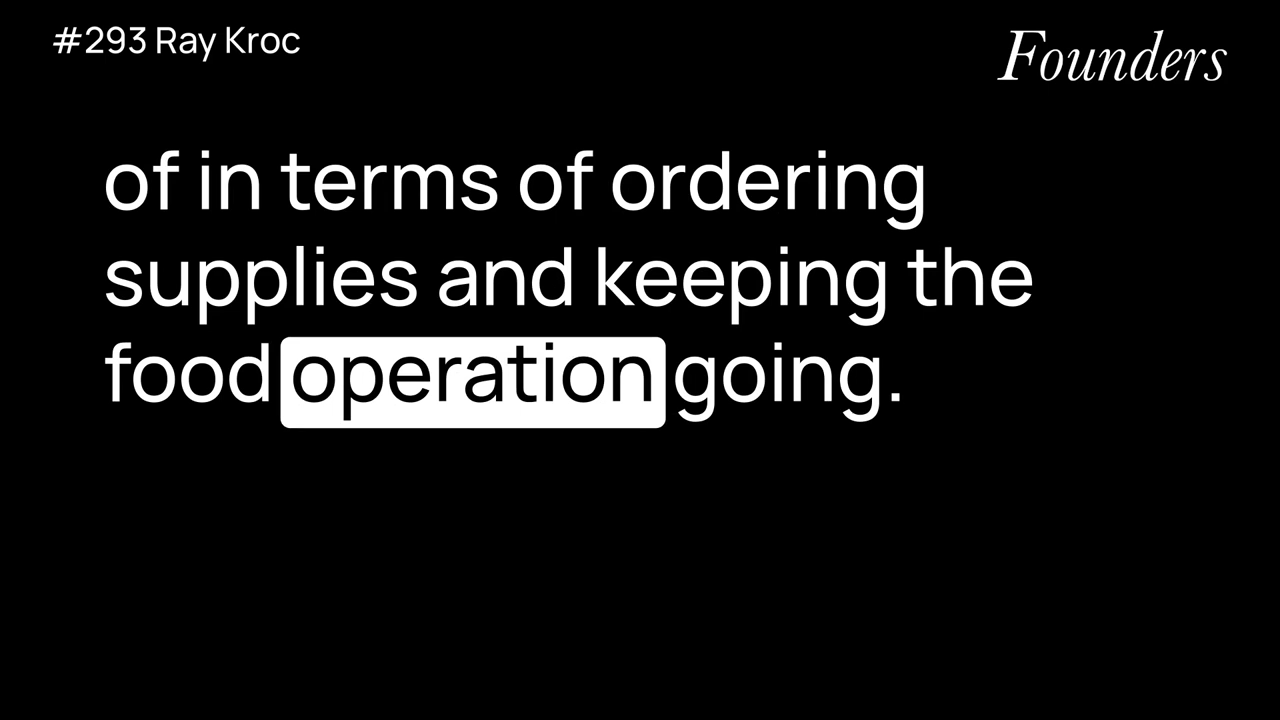 #293 Ray Kroc
Founders
of in terms of ordering
supplies and keeping the
food operation going.